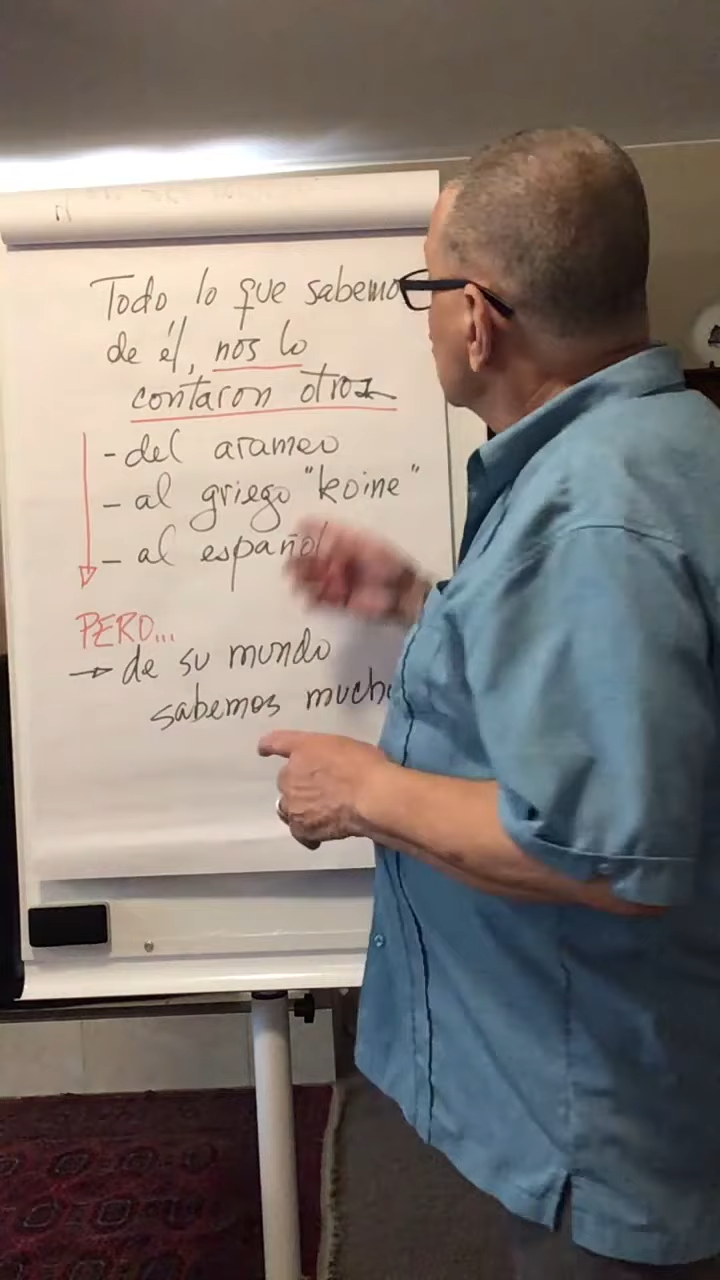 Todo lo que sabemo
de él, nos lo
contaron otros
- del arameo
- al griego "koine"
- al español
PERO...
→ de su mundo
sabemos mucho